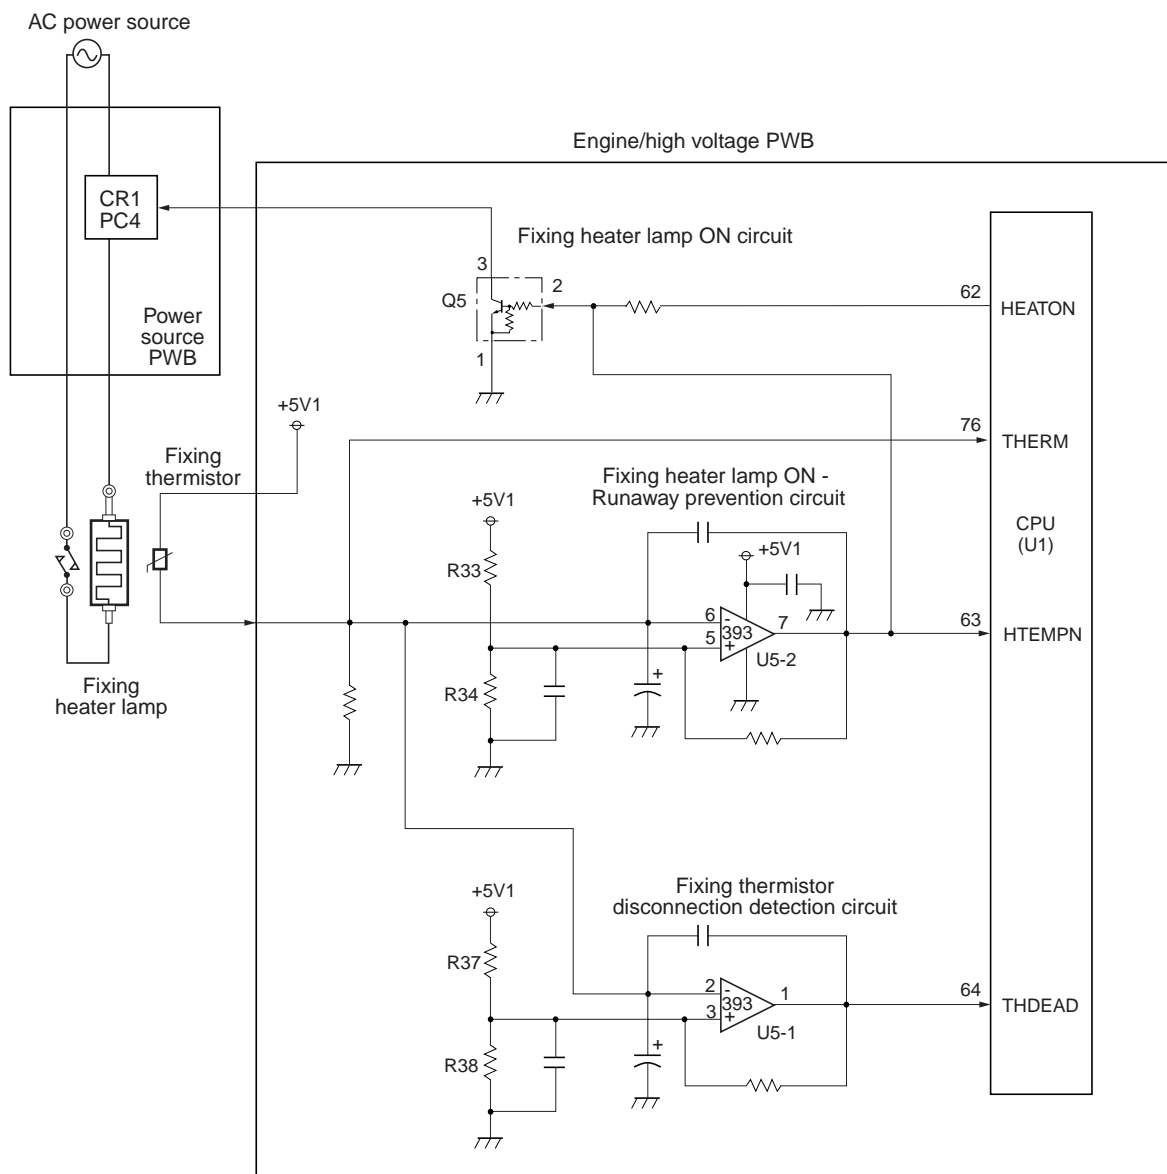 AC power source
Engine/high voltage PWB
CR1
PC4
Fixing heater lamp ON circuit
3
2
Q5
1
62
HEATON
Power
source
PWB
+5V1
76
THERM
Fixing
thermistor
Fixing heater lamp ON -
Runaway prevention circuit
+5V1
+5V1
CPU
(U1)
R33
6
-
393
7
5
+
U5-2
63
HTEMPN
R34
+
Fixing
heater lamp
+5V1
Fixing thermistor
disconnection detection circuit
R37
2
-
393
1
3
+
U5-1
64
THDEAD
R38
+